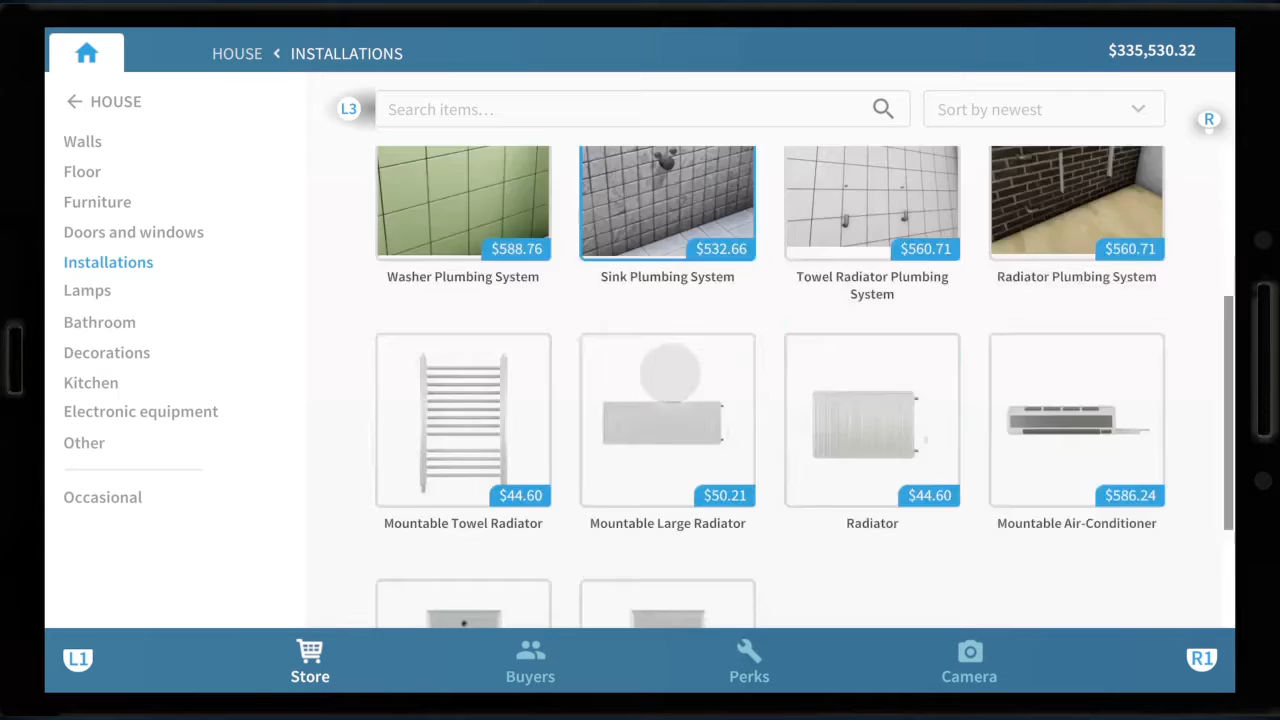 HOUSE < INSTALLATIONS
$335,530.32
HOUSE
Walls
Floor
Furniture
Doors and windows
Installations
Lamps
Bathroom
Decorations
Kitchen
Electronic equipment
Other
Occasional
L3
Search items...
Sort by newest
R
$588.76
$532.66
$560.71
$560.71
Washer Plumbing System
Sink Plumbing System
Towel Radiator Plumbing
System
Radiator Plumbing System
$44.60
$50.21
$44.60
$586.24
Mountable Towel Radiator
Mountable Large Radiator
Radiator
Mountable Air-Conditioner
L1
Store
Buyers
Perks
Camera
R1